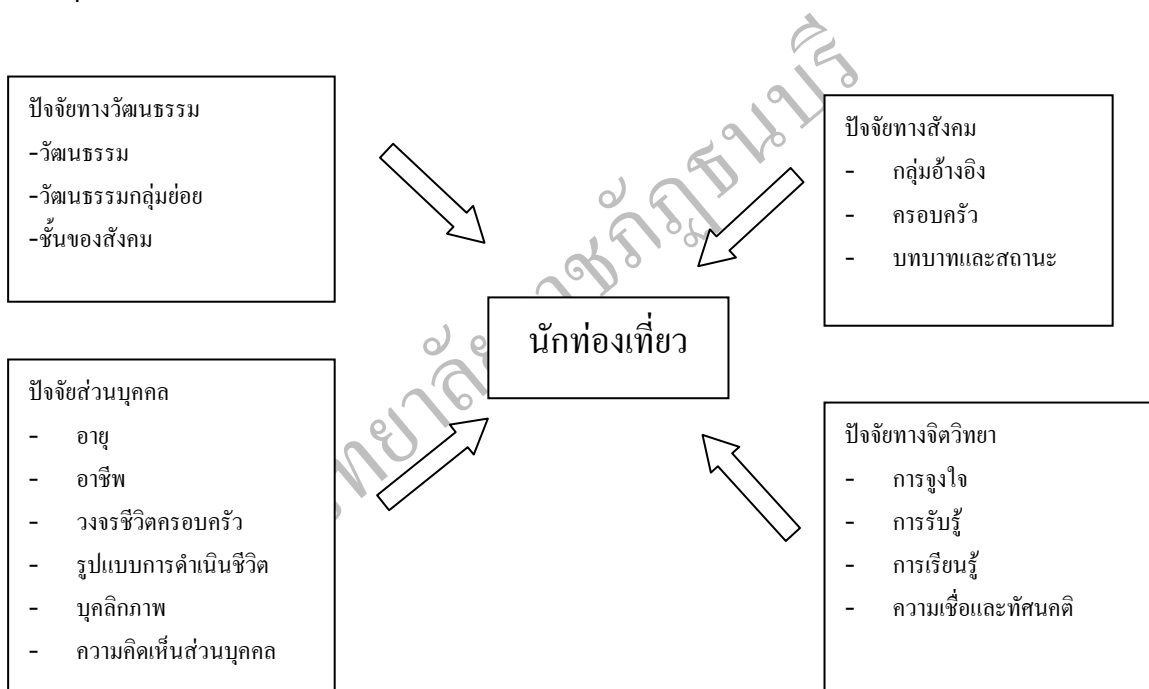 ปัจจัยทางวัฒนธรรม
-วัฒนธรรม
-วัฒนธรรมกลุ่มย่อย
-ชั้นของสังคม
ปัจจัยทางสังคม
- กลุ่มอ้างอิง
- ครอบครัว
- บทบาทและสถานะ
นักท่องเที่ยว
ปัจจัยส่วนบุคคล
- อายุ
- อาชีพ
- วงจรชีวิตครอบครัว
- รูปแบบการดำเนินชีวิต
- บุคลิกภาพ
- ความคิดเห็นส่วนบุคคล
ปัจจัยทางจิตวิทยา
- การจูงใจ
- การรับรู้
- การเรียนรู้
- ความเชื่อและทัศนคติ
ราชภัฏธนบุรี